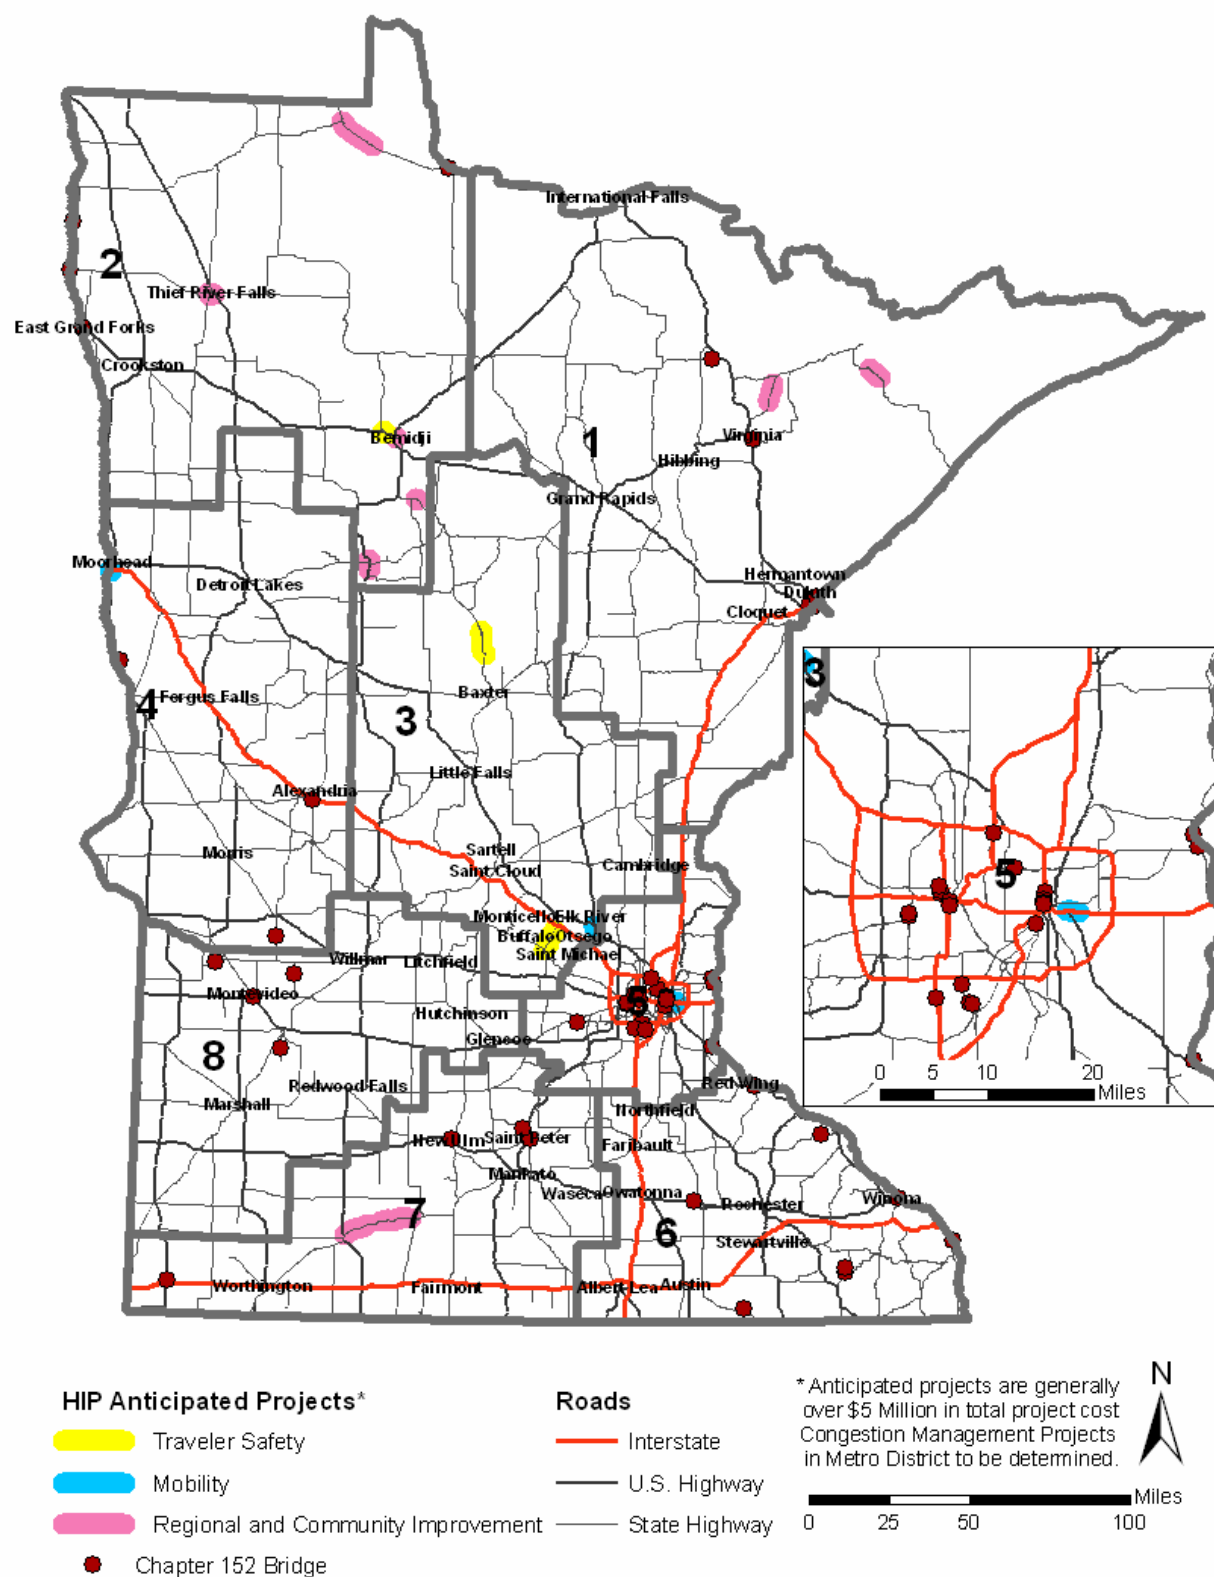 International Falls
2
Thief River Falls
East Grand Forks
Crookston
Bemidji
1
Virginia
Hibbing
Grand Rapids
Moorhead
Detroit Lakes
Hermantown
Duluth
Cloquet
3
4
Fergus Falls
Baxter
3
Little Falls
Alexandria
Morris
Sartell
Saint Cloud
Cambridge
5
Monticello Elk River
Buffalo Otsego
Saint Michael
Willmar
Litchfield
Montevideo
5
Hutchinson
Glencoe
8
0 5 10 20
Miles
Redwood Falls
Red Wing
Marshall
Northfield
New Ulm
Saint Peter
Faribault
Mankato
Waseca
Owatonna
Rochester
Winona
7
6
Stewartville
Worthington
Fairmont
Albert Lea
Austin
HIP Anticipated Projects*
Traveler Safety
Mobility
Regional and Community Improvement
Chapter 152 Bridge
Roads
Interstate
U.S. Highway
State Highway
* Anticipated projects are generally
over $5 Million in total project cost
Congestion Management Projects
in Metro District to be determined.
N
Miles
0 25 50 100